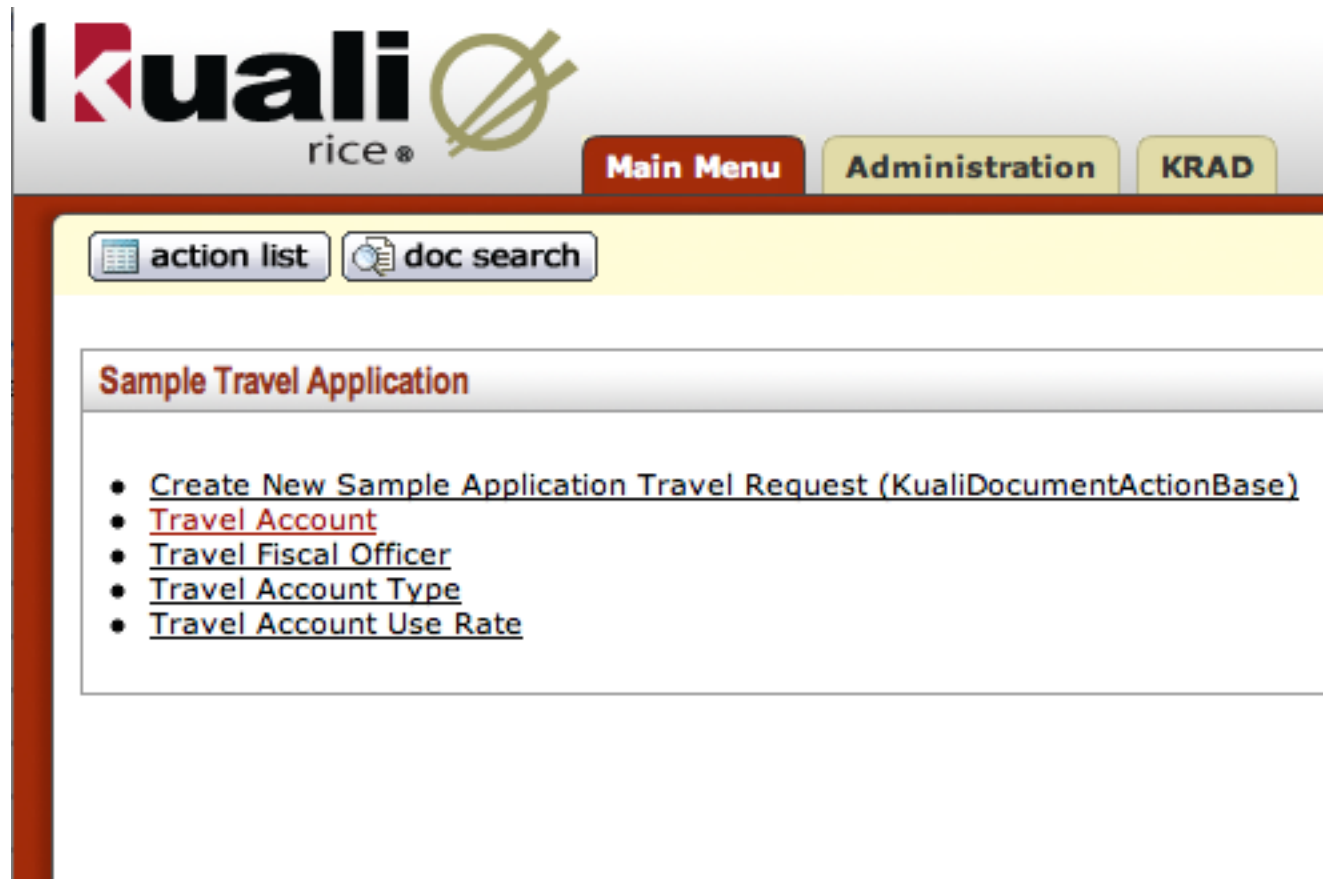 kuali
rice®
Main Menu Administration KRAD
action list doc search
Sample Travel Application
Create New Sample Application Travel Request (KualiDocumentActionBase)
Travel Account
Travel Fiscal Officer
Travel Account Type
Travel Account Use Rate